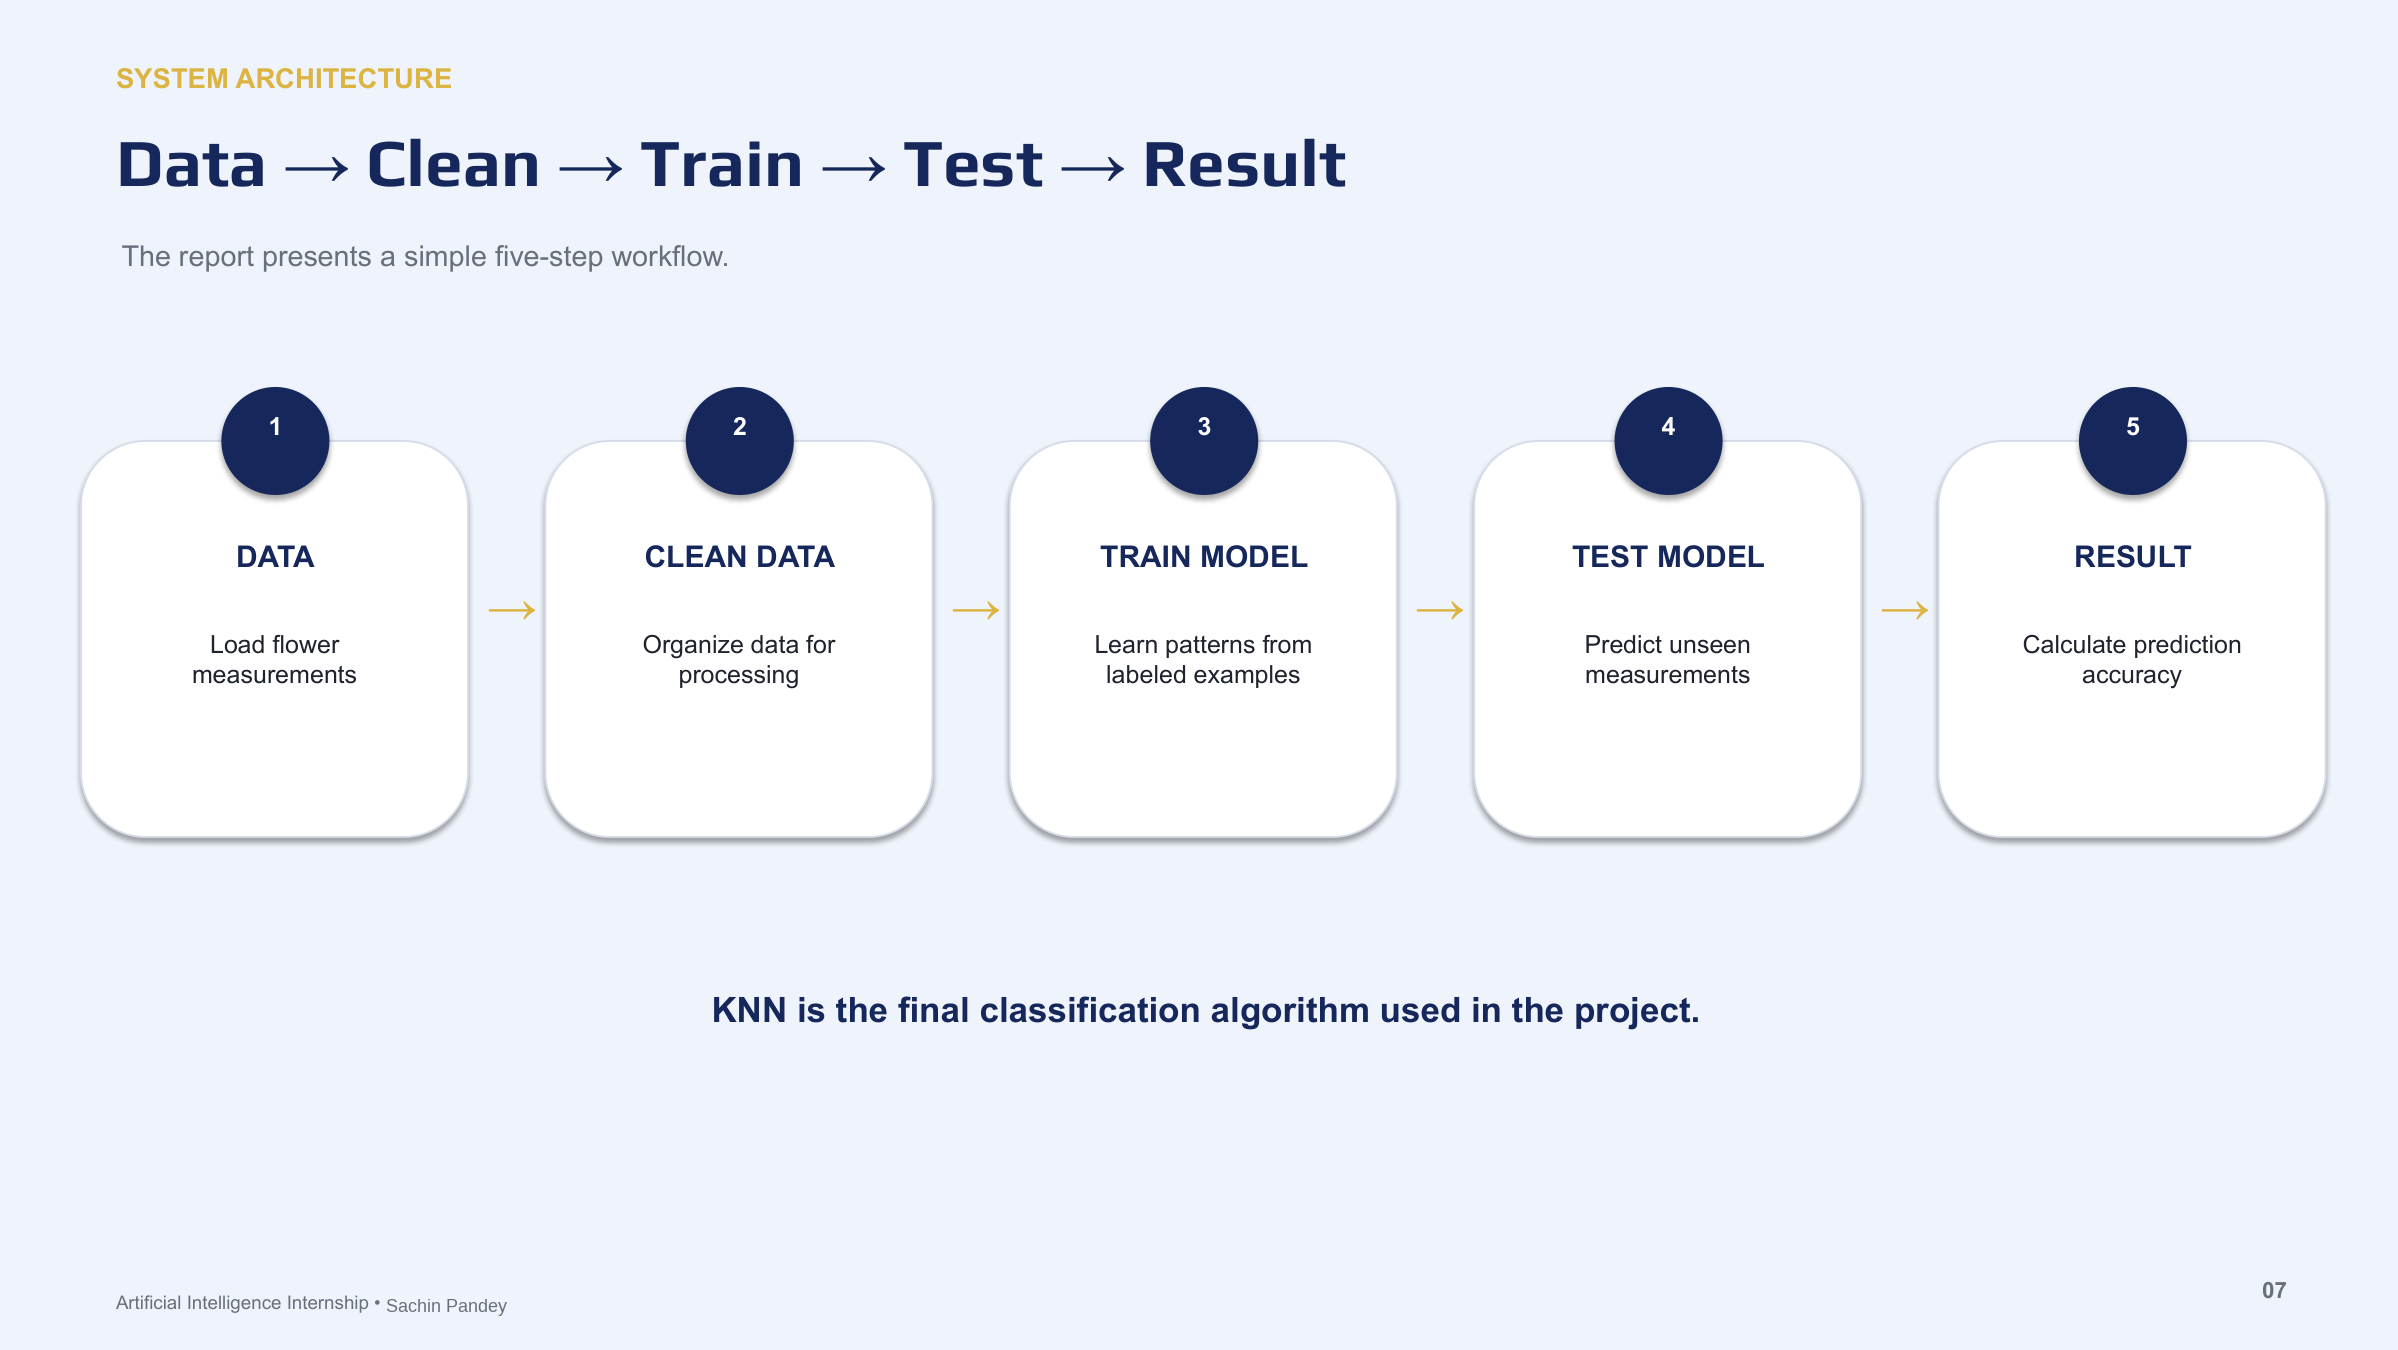 SYSTEM ARCHITECTURE
Data → Clean → Train → Test → Result
The report presents a simple five-step workflow.
1
DATA
Load flower
measurements
→
2
CLEAN DATA
Organize data for
processing
→
3
TRAIN MODEL
Learn patterns from
labeled examples
→
4
TEST MODEL
Predict unseen
measurements
→
5
RESULT
Calculate prediction
accuracy
KNN is the final classification algorithm used in the project.
Artificial Intelligence Internship • Sachin Pandey
07